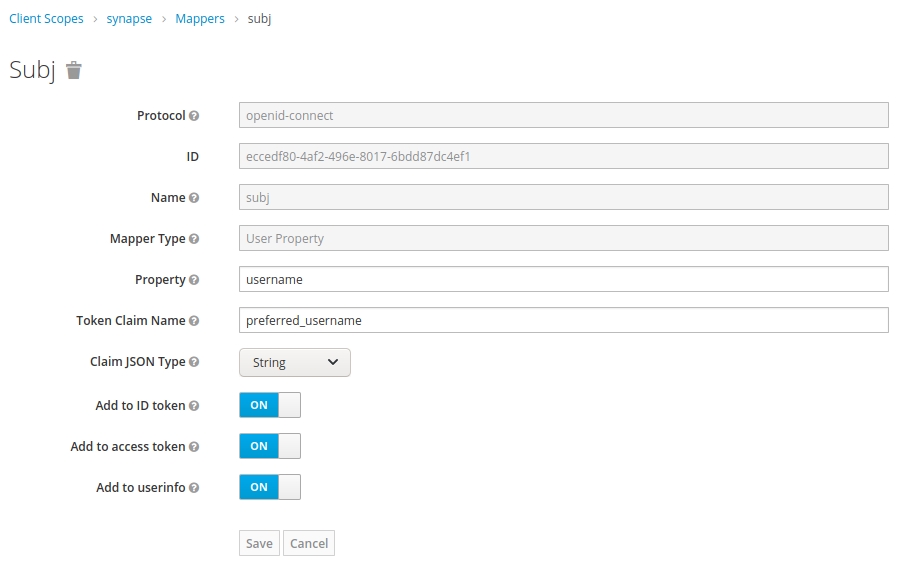 Client Scopes > synapse > Mappers > subj
Subj
Protocol openid-connect
ID eccedf80-4af2-496e-8017-6bdd87dc4ef1
Name subj
Mapper Type User Property
Property username
Token Claim Name preferred_username
Claim JSON Type String
Add to ID token ON
Add to access token ON
Add to userinfo ON
Save Cancel